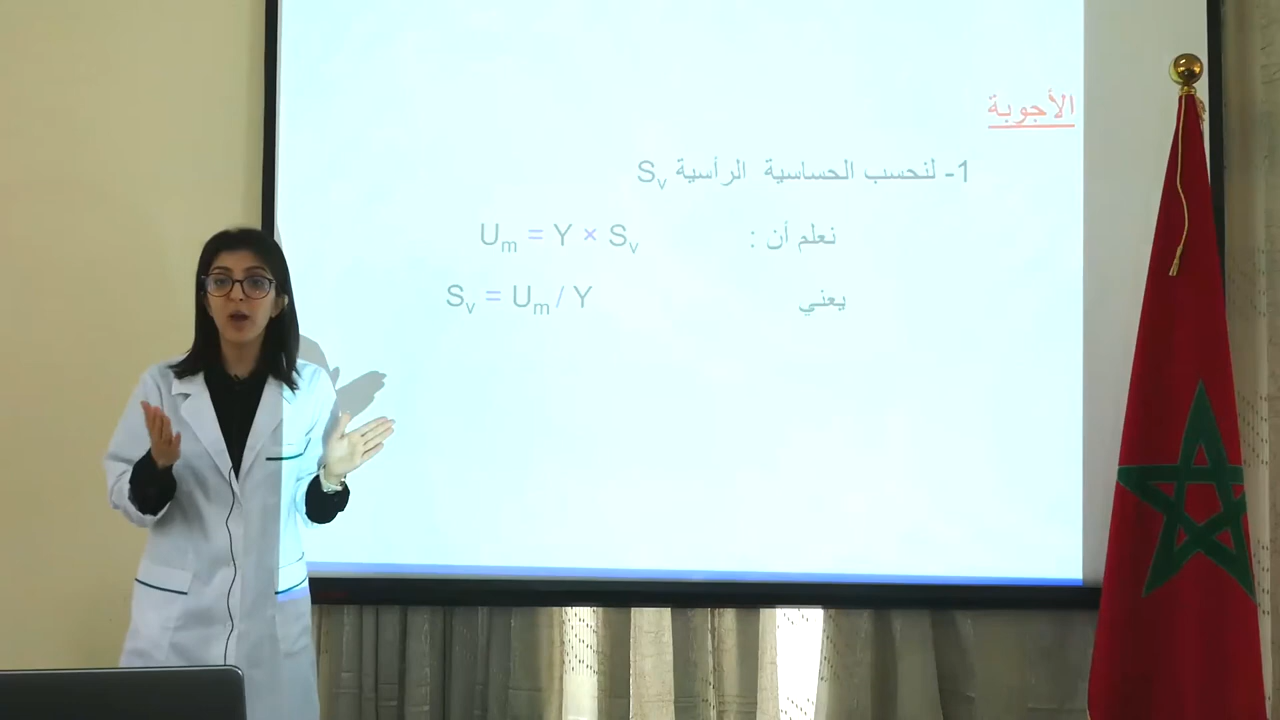 الأجوبة
1- لنحسب الحساسية الرأسية Sv
نعلم أن : Um = Y × Sv
يعني Sv = Um / Y